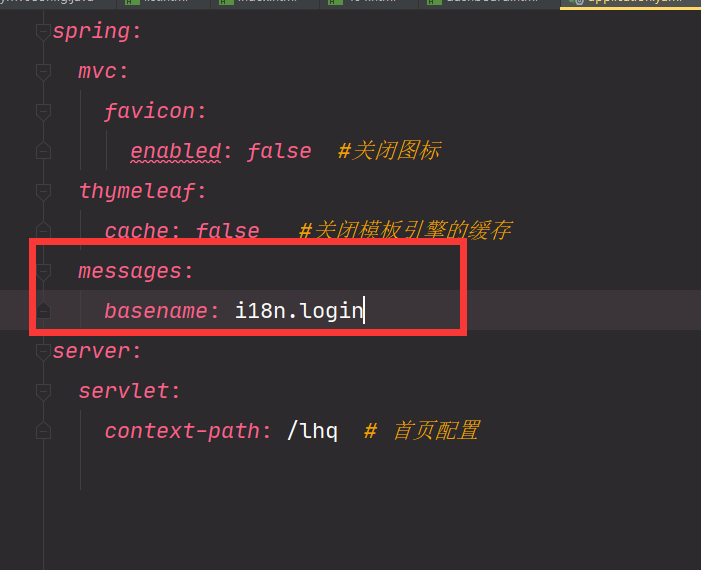 spring:
mvc:
favicon:
enabled: false #关闭图标
thymeleaf:
cache: false #关闭模板引擎的缓存
messages:
basename: i18n.login
server:
servlet:
context-path: /lhq # 首页配置